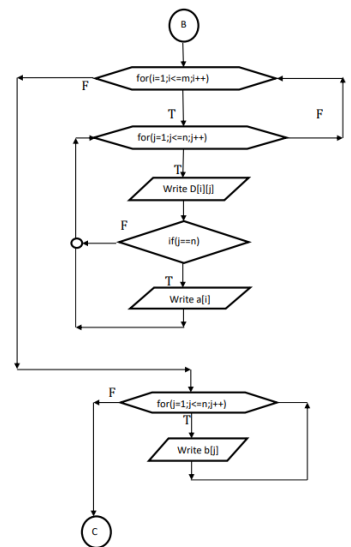 B
for(i=1;i<=m;i++)
F
F
T
for(j=1;j<=n;j++)
T
Write D[i][j]
F
if(j==n)
T
Write a[i]
F
for(j=1;j<=n;j++)
T
Write b[j]
C